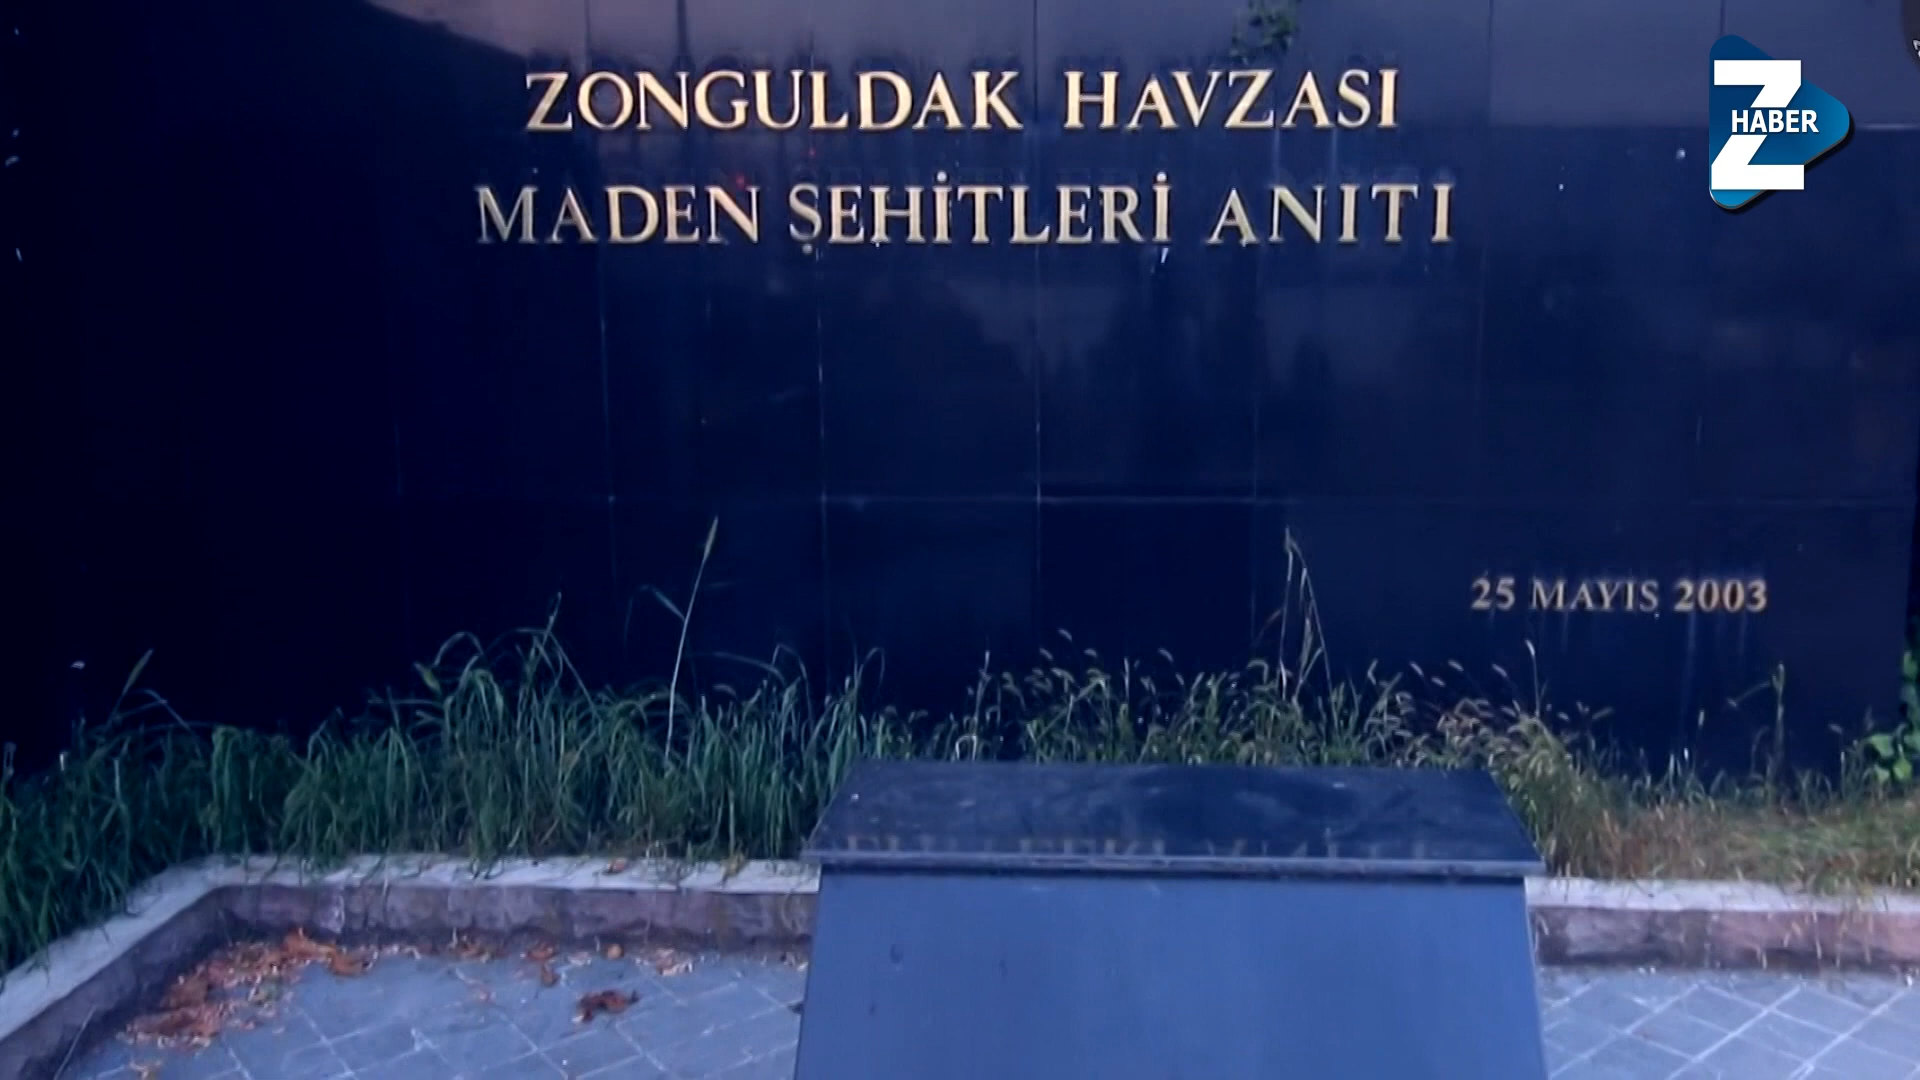 ZONGULDAK HAVZASI
MADEN ŞEHİTLERİ ANITI
Z HABER
25 MAYIS 2003